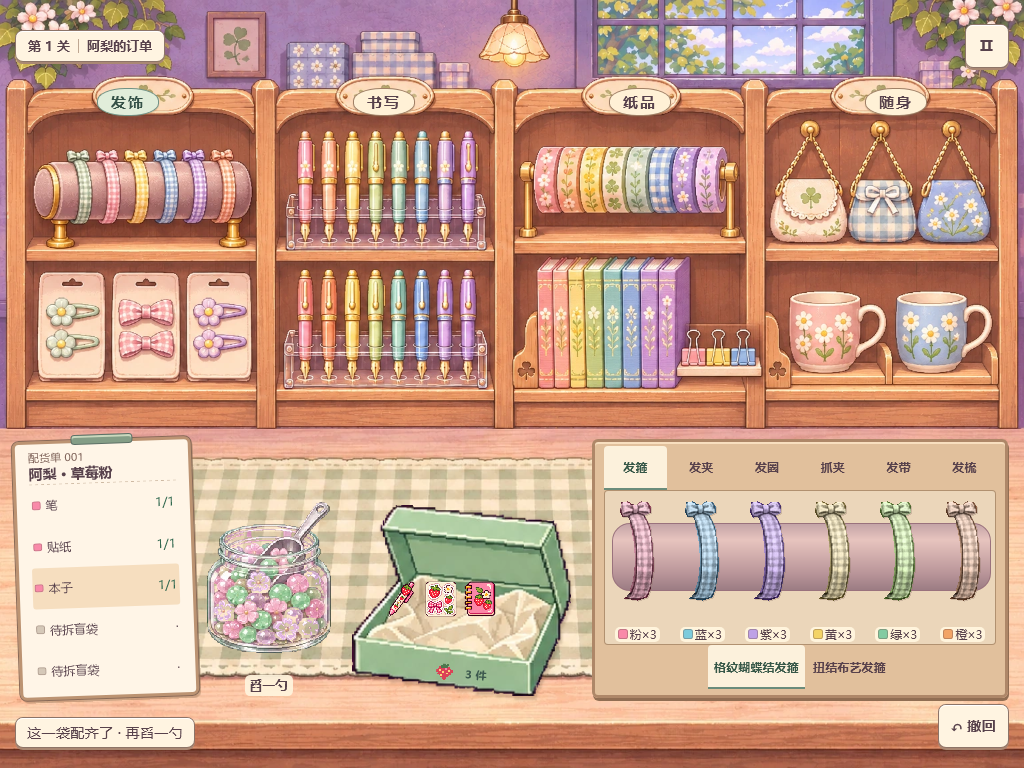 第 1 关 | 阿梨的订单
II
发饰
书写
纸品
随身
配货单 001
阿梨 • 草莓粉
笔 1/1
贴纸 1/1
本子 1/1
待拆盲袋 ·
待拆盲袋 ·
舀一勺
3 件
发箍 发夹 发圈 抓夹 发带 发梳
粉×3 蓝×3 紫×3 黄×3 绿×3 橙×3
格纹蝴蝶结发箍 扭结布艺发箍
这一袋配齐了 · 再舀一勺
撤回